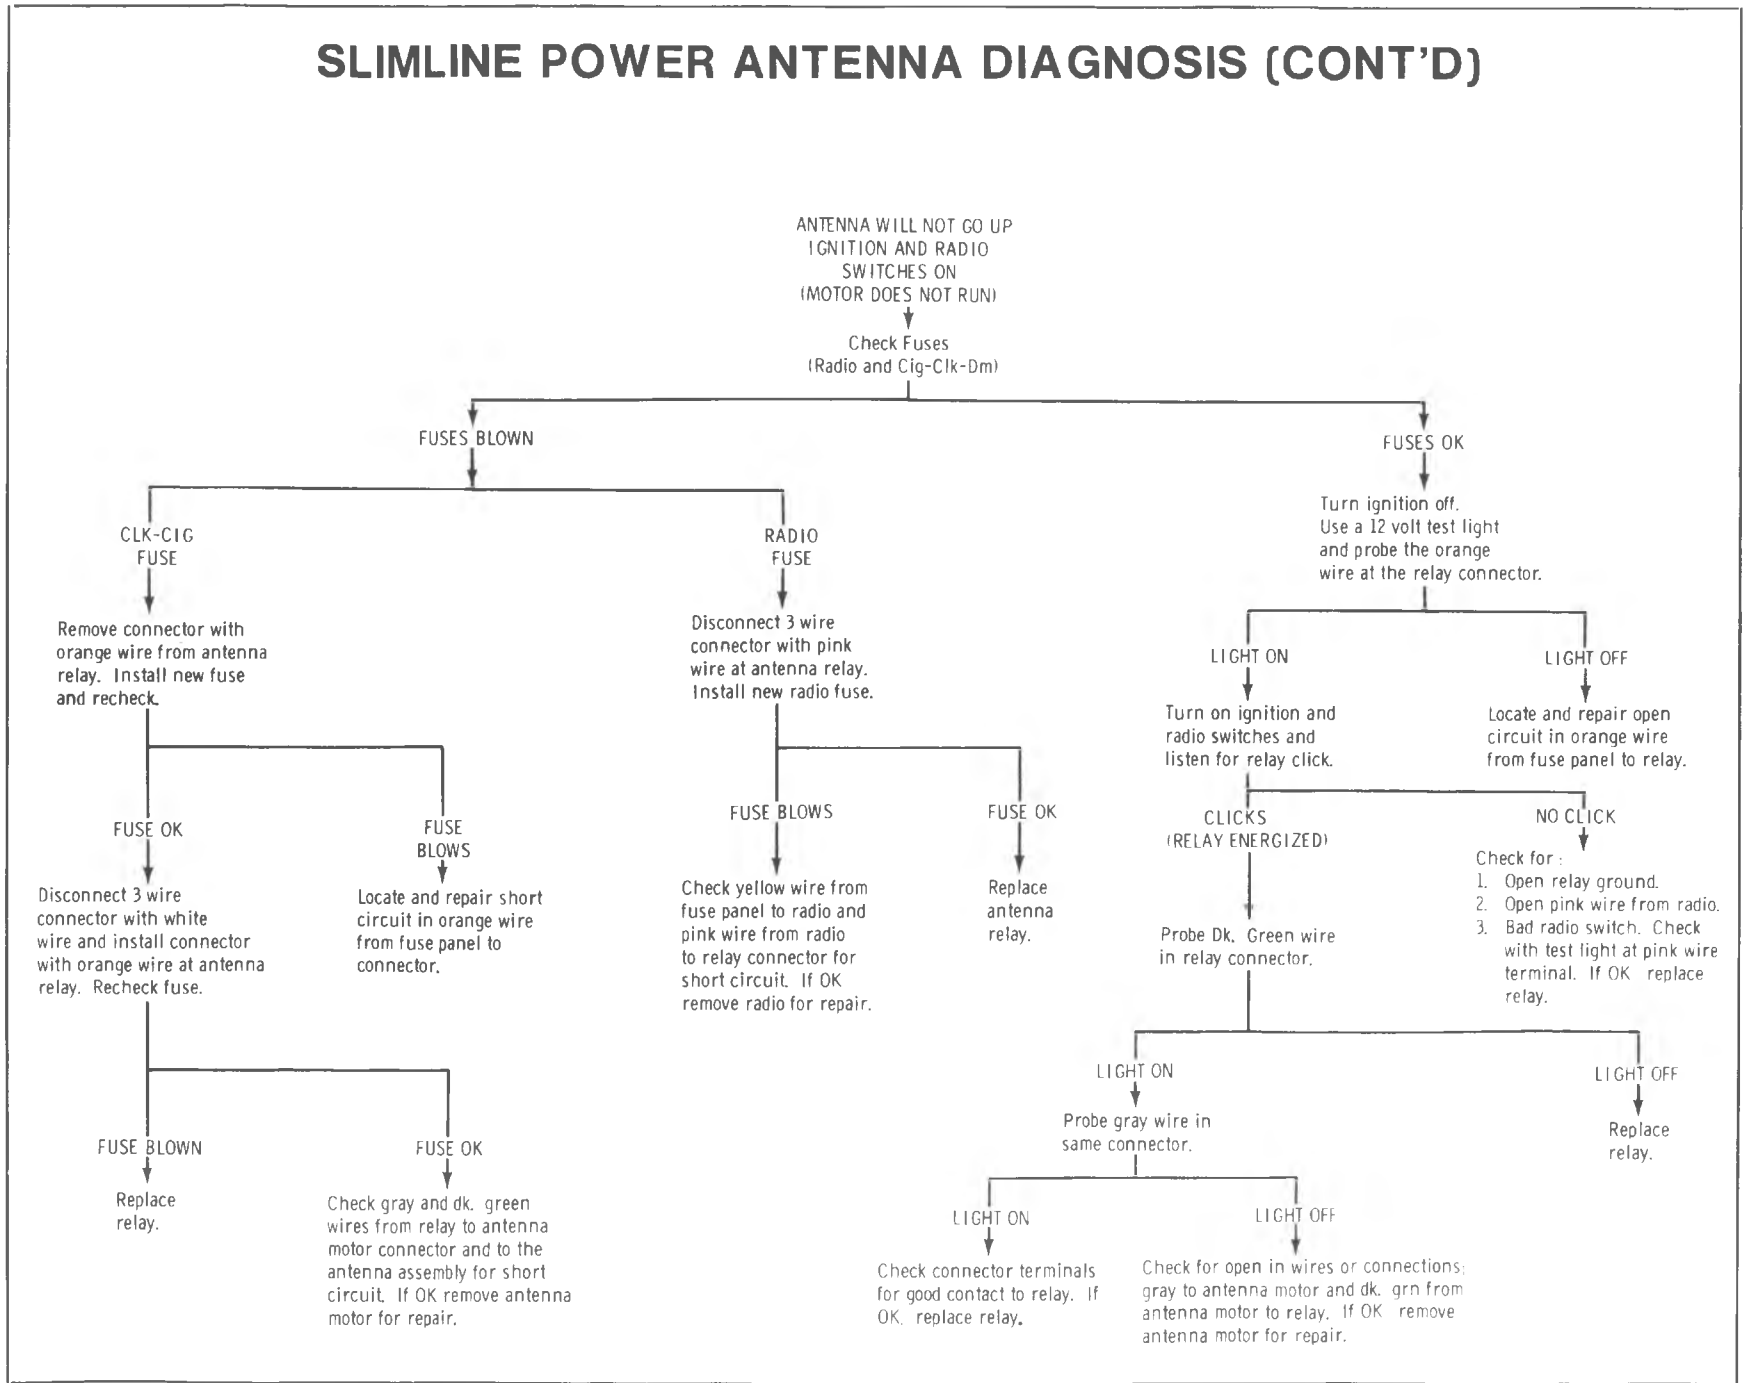 SLIMLINE POWER ANTENNA DIAGNOSIS (CONT'D)
ANTENNA WILL NOT GO UP
IGNITION AND RADIO
SWITCHES ON
(MOTOR DOES NOT RUN)
Check Fuses
(Radio and Cig-Clk-Dm)
FUSES BLOWN
CLK-CIG
FUSE
Remove connector with
orange wire from antenna
relay. Install new fuse
and recheck.
FUSE OK
Disconnect 3 wire
connector with white
wire and install connector
with orange wire at antenna
relay. Recheck fuse.
FUSE BLOWN
Replace
relay.
FUSE OK
Check gray and dk. green
wires from relay to antenna
motor connector and to the
antenna assembly for short
circuit. If OK remove antenna
motor for repair.
FUSE
BLOWS
Locate and repair short
circuit in orange wire
from fuse panel to
connector.
RADIO
FUSE
Disconnect 3 wire
connector with pink
wire at antenna relay.
Install new radio fuse.
FUSE BLOWS
Check yellow wire from
fuse panel to radio and
pink wire from radio
to relay connector for
short circuit. If OK
remove radio for repair.
FUSE OK
Replace
antenna
relay.
FUSES OK
Turn ignition off.
Use a 12 volt test light
and probe the orange
wire at the relay connector.
LIGHT ON
Turn on ignition and
radio switches and
listen for relay click.
CLICKS
(RELAY ENERGIZED)
Probe Dk. Green wire
in relay connector.
LIGHT ON
Probe gray wire in
same connector.
LIGHT ON
Check connector terminals
for good contact to relay. If
OK, replace relay.
LIGHT OFF
Check for open in wires or connections;
gray to antenna motor and dk. grn from
antenna motor to relay. If OK remove
antenna motor for repair.
LIGHT OFF
Replace
relay.
NO CLICK
Check for :
1. Open relay ground.
2. Open pink wire from radio.
3. Bad radio switch. Check
with test light at pink wire
terminal. If OK replace
relay.
LIGHT OFF
Locate and repair open
circuit in orange wire
from fuse panel to relay.